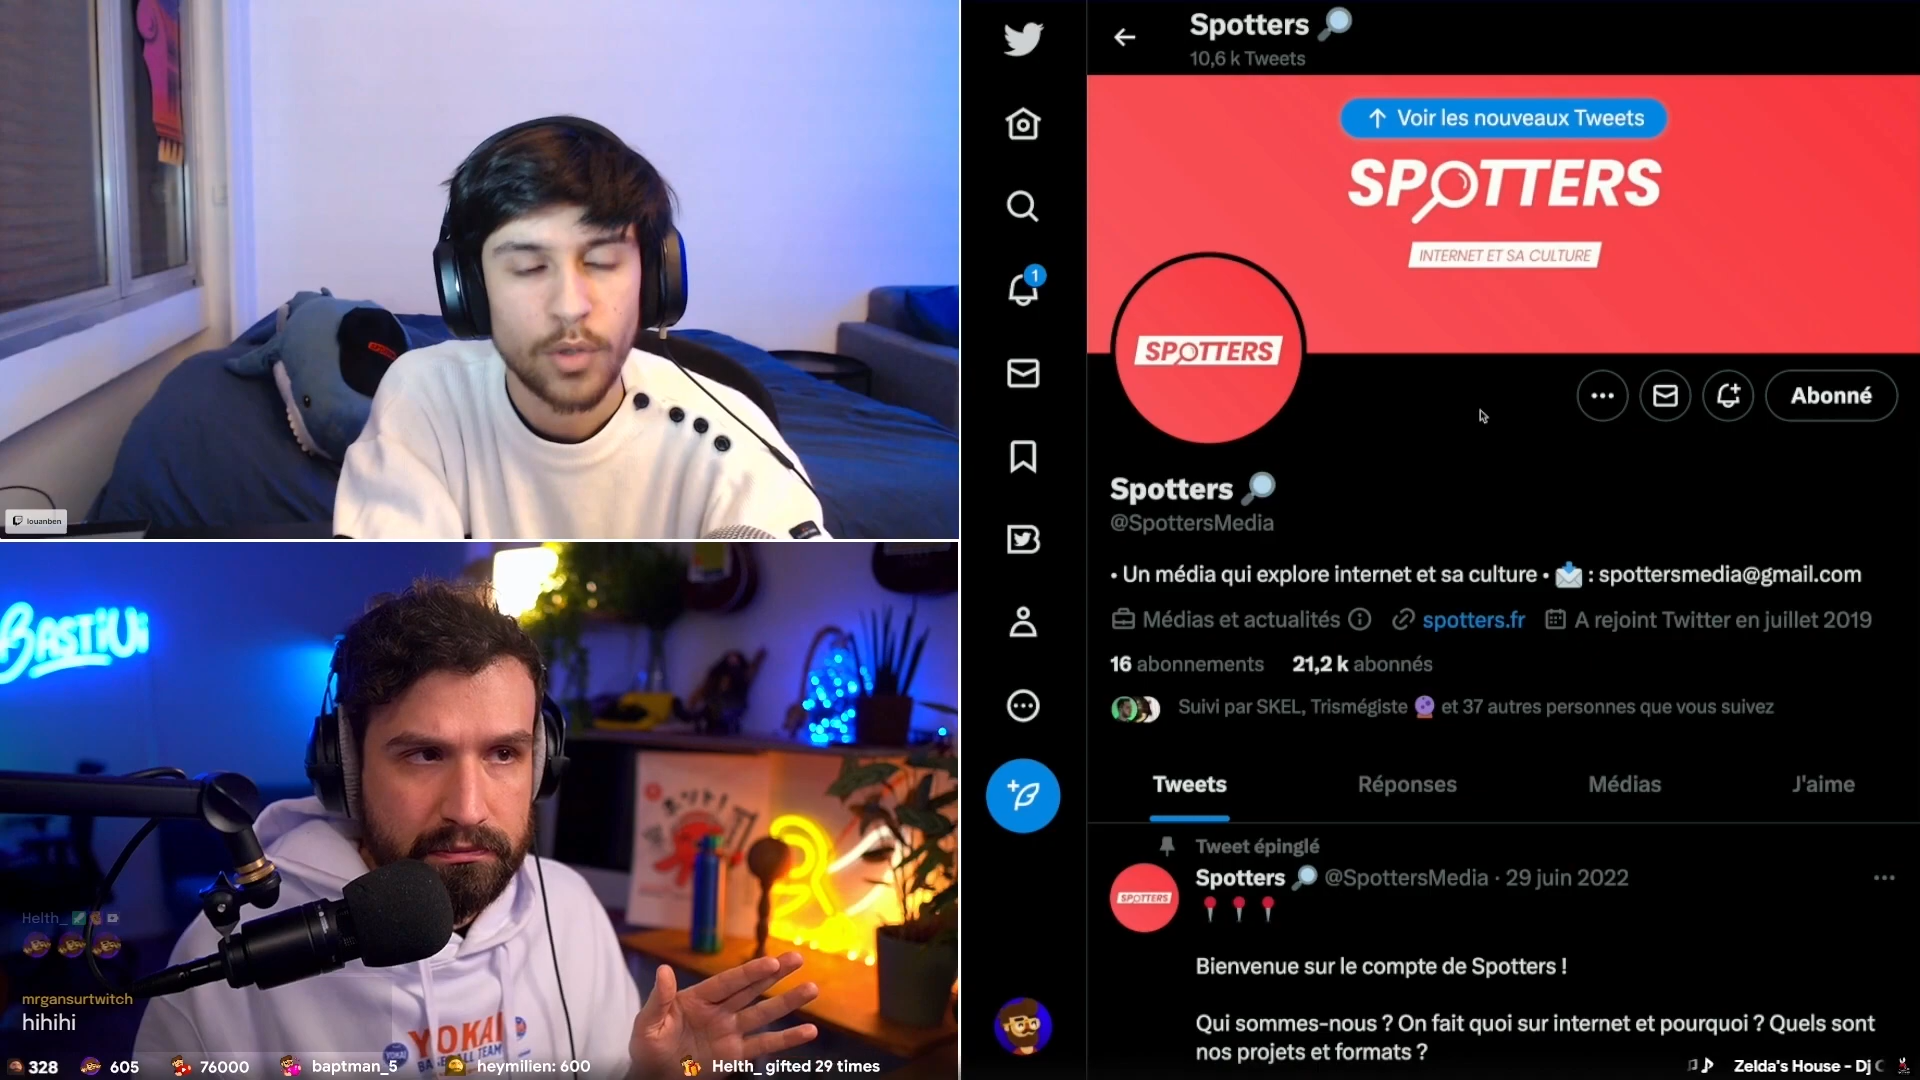 louanben
BASTIUI
Helth_
mrgansurtwitch
hihihi
YOKAI
BASEBALL TEAM
328
605
76000
baptman_5
heymilien: 600
Helth_ gifted 29 times
Spotters
10,6 k Tweets
Voir les nouveaux Tweets
SPOTTERS
INTERNET ET SA CULTURE
SPOTTERS
1
Abonné
Spotters
@SpottersMedia
• Un média qui explore internet et sa culture • : spottersmedia@gmail.com
Médias et actualités spotters.fr A rejoint Twitter en juillet 2019
16 abonnements 21,2 k abonnés
Suivi par SKEL, Trismégiste et 37 autres personnes que vous suivez
Tweets Réponses Médias J'aime
Tweet épinglé
Spotters @SpottersMedia · 29 juin 2022
SPOTTERS
Bienvenue sur le compte de Spotters !
Qui sommes-nous ? On fait quoi sur internet et pourquoi ? Quels sont
nos projets et formats ?
Zelda's House - Dj C